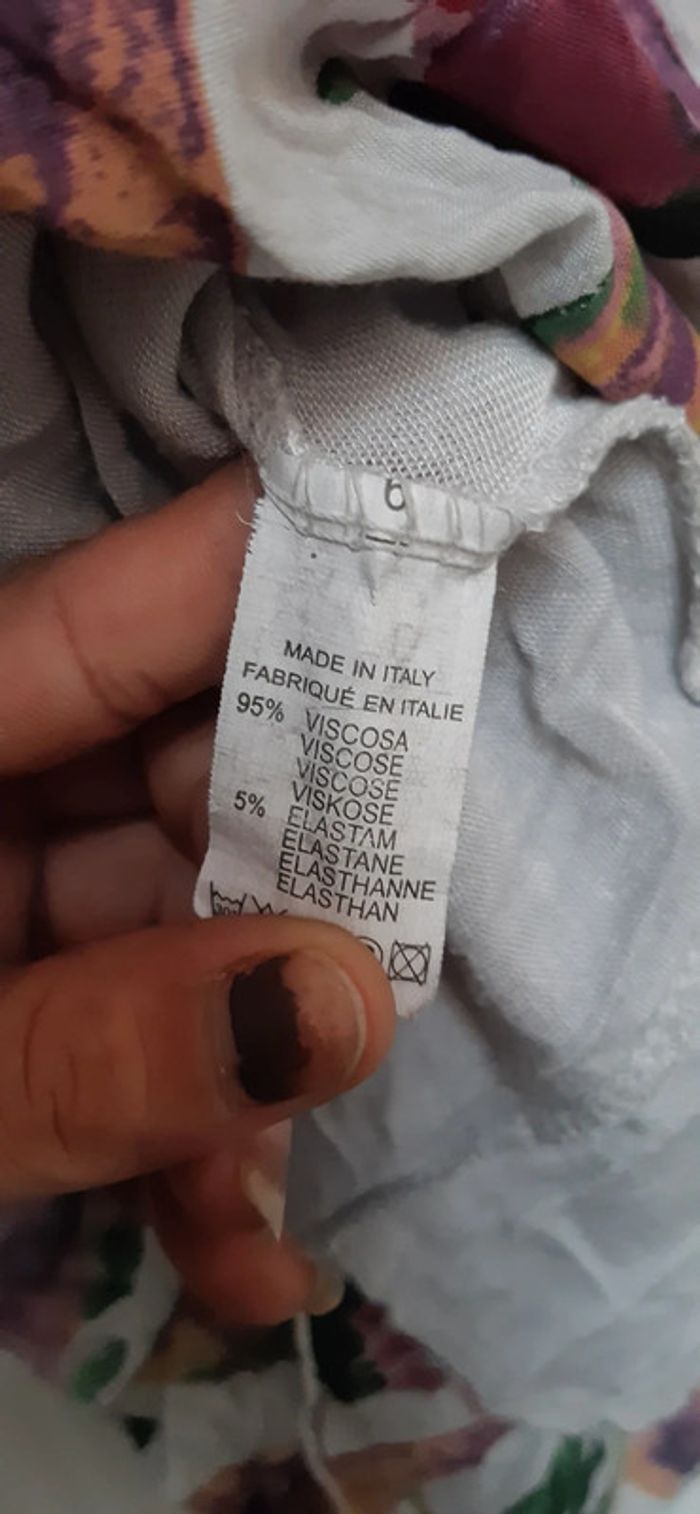 6
MADE IN ITALY
FABRIQUÉ EN ITALIE
95% VISCOSA
VISCOSE
VISCOSE
VISKOSE
5% ELASTAM
ELASTANE
ELASTHANNE
ELASTHAN